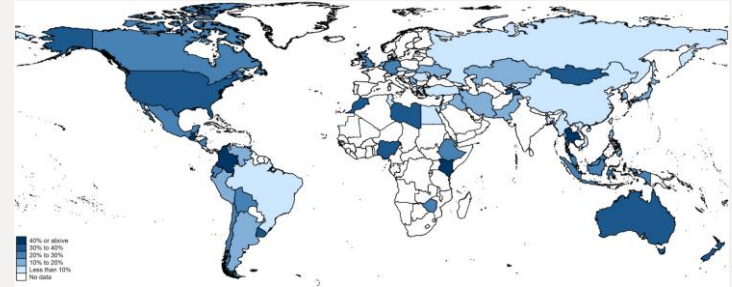 40% or above
30% to 40%
20% to 30%
10% to 20%
Less than 10%
No data